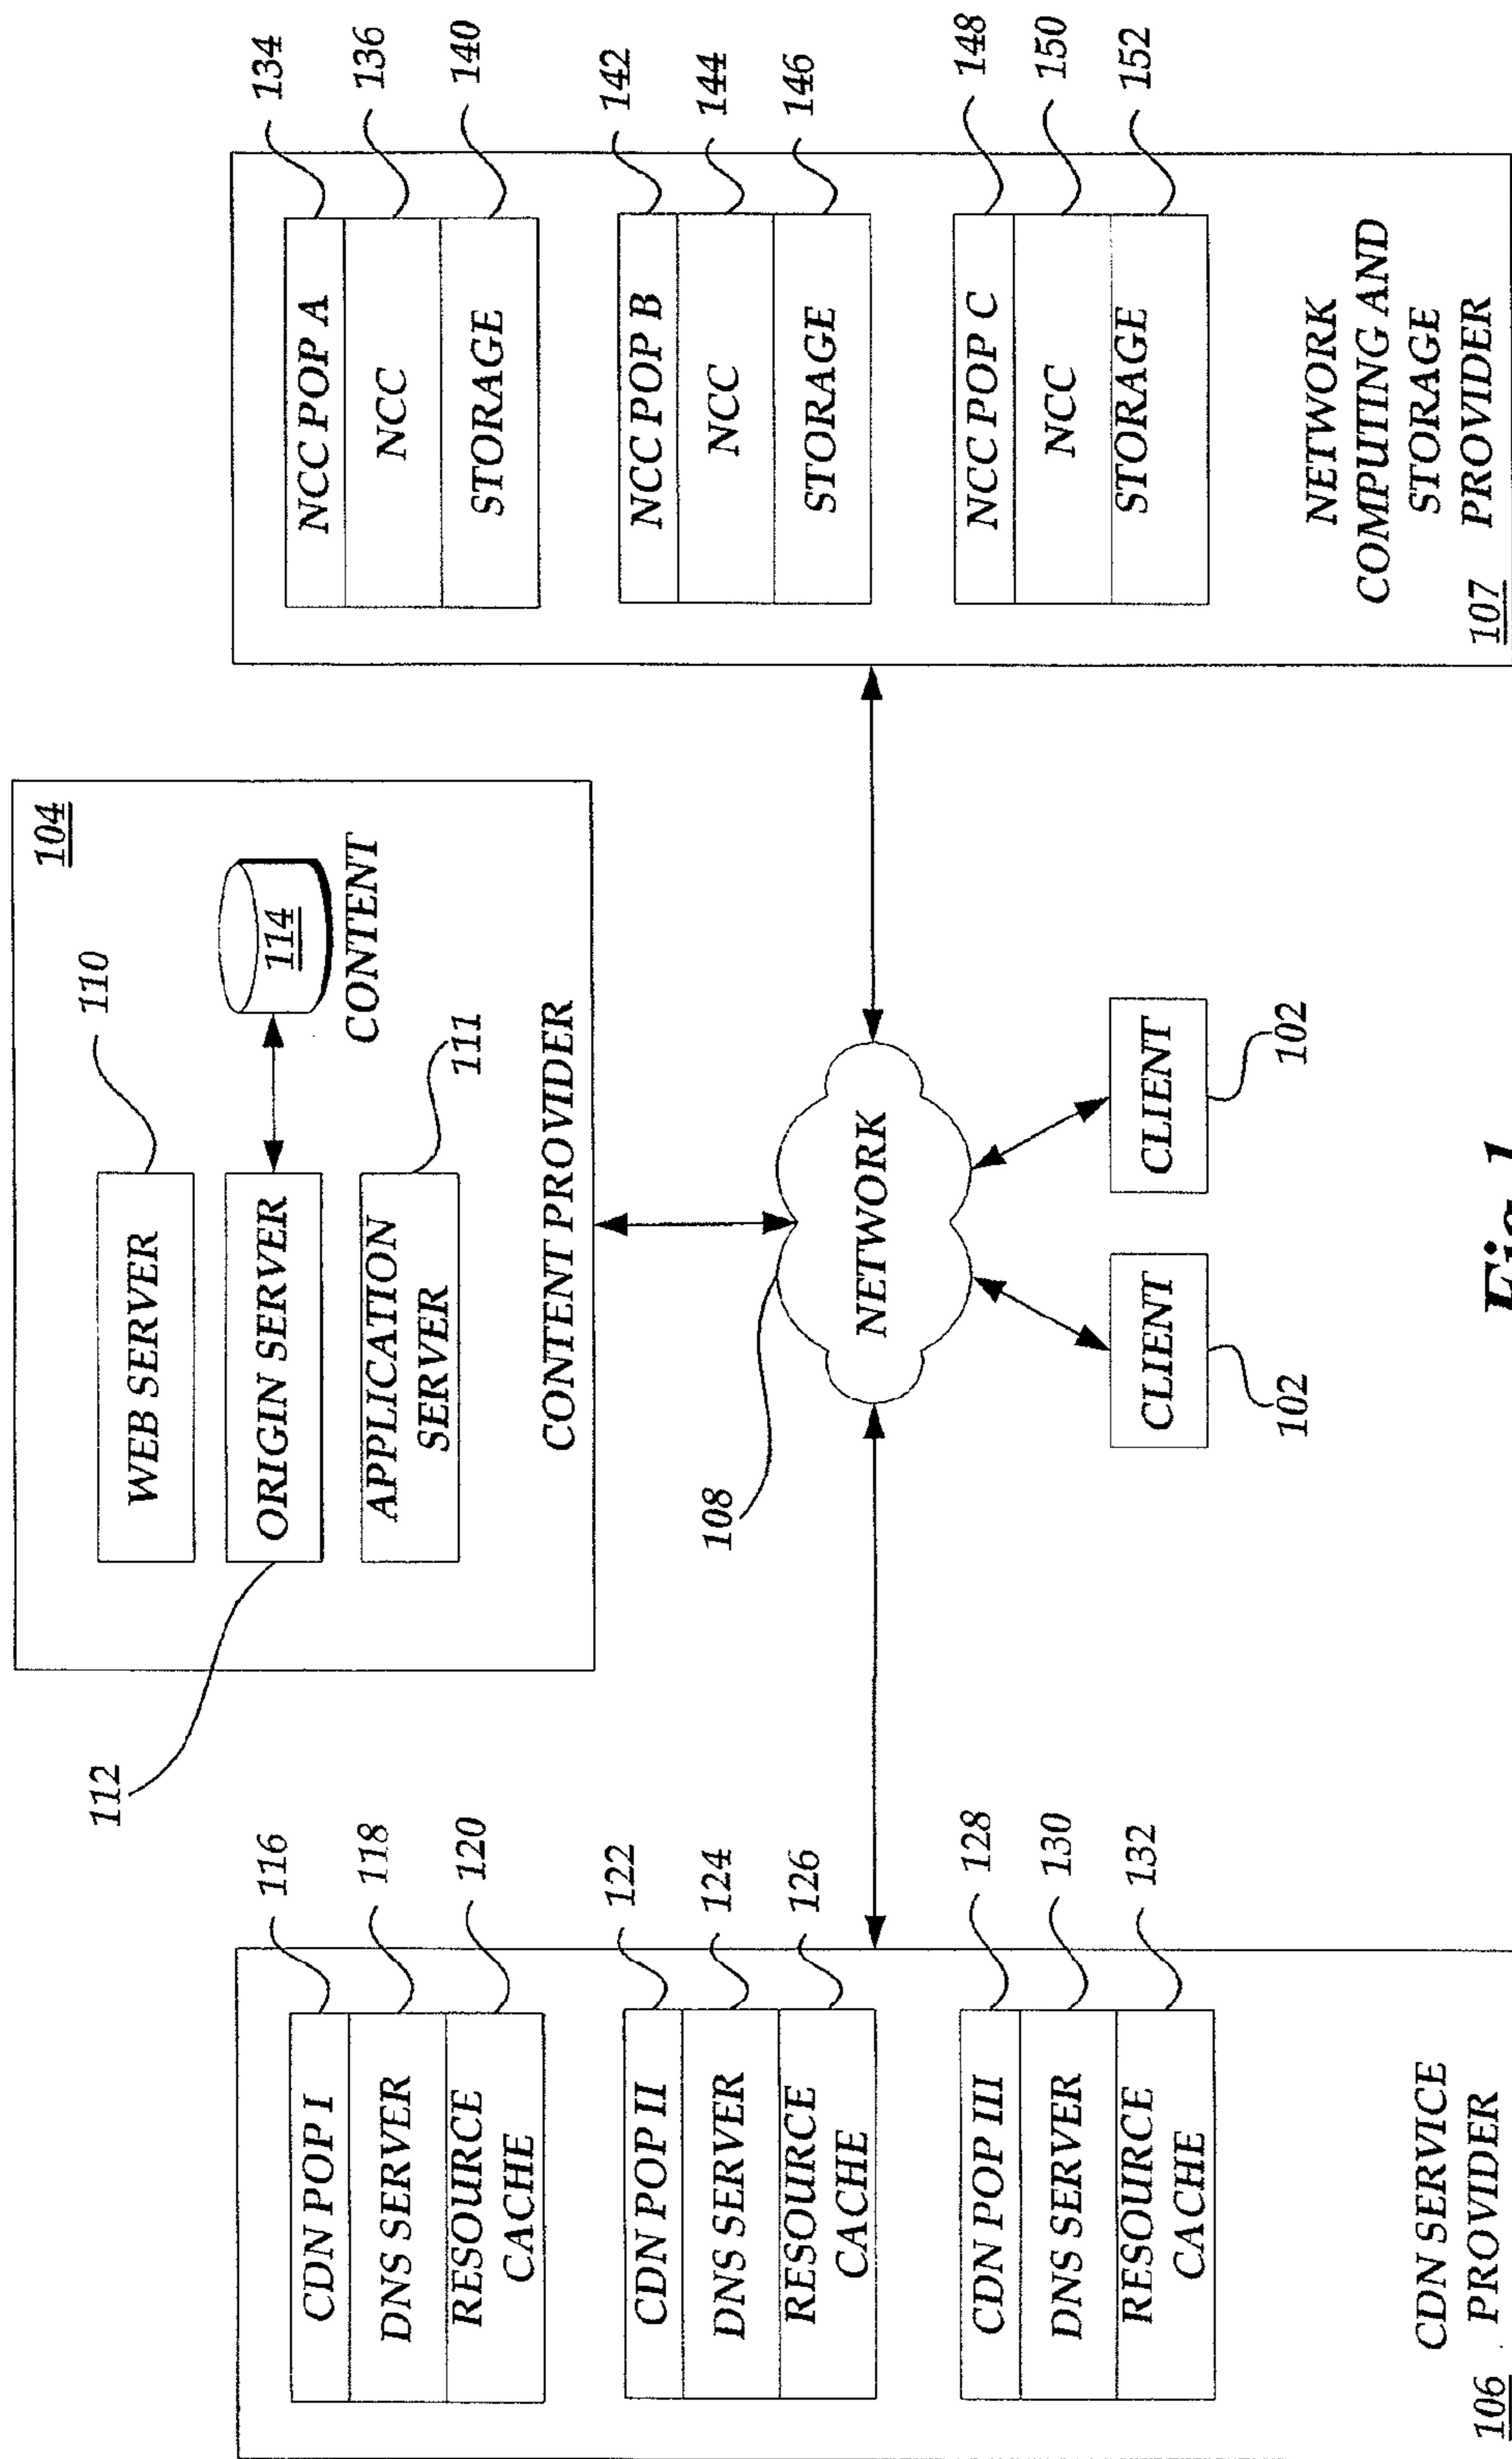 104
110
WEB SERVER
112
ORIGIN SERVER
114
CONTENT
APPLICATION
SERVER
111
CONTENT PROVIDER
116
CDN POP I
118
DNS SERVER
120
RESOURCE
CACHE
122
CDN POP II
124
DNS SERVER
126
RESOURCE
CACHE
128
CDN POP III
130
DNS SERVER
132
RESOURCE
CACHE
CDN SERVICE
106 PROVIDER
108
NETWORK
CLIENT
102
CLIENT
102
134
NCC POP A
136
NCC
140
STORAGE
142
NCC POP B
144
NCC
146
STORAGE
148
NCC POP C
150
NCC
152
STORAGE
NETWORK
COMPUTING AND
STORAGE
107 PROVIDER
Fig.1.